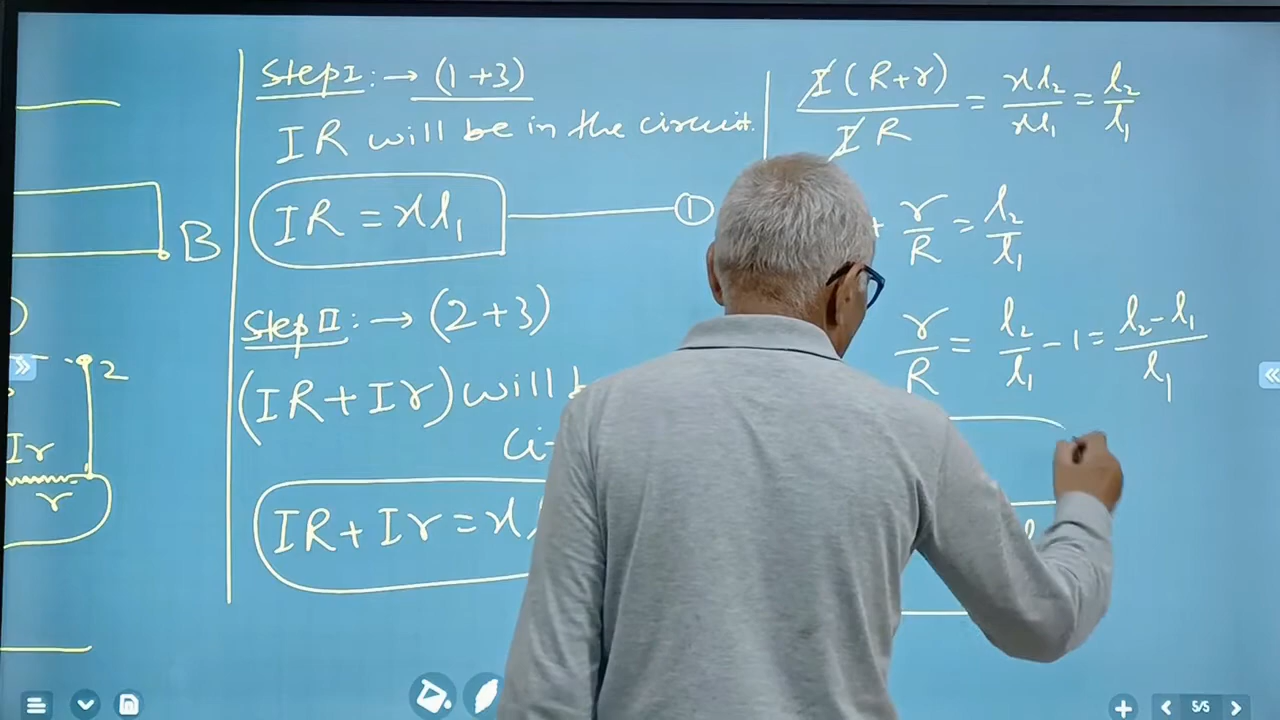 B
2
Ir
r
Step I :→ (1+3)
IR will be in the circuit.
IR = xl₁ ①
Step II :→ (2+3)
(IR+Ir) will
IR+Ir = x
I(R+r)/IR = xl₂/xl₁ = l₂/l₁
+ r/R = l₂/l₁
r/R = l₂/l₁ - 1 = l₂-l₁/l₁
5/5